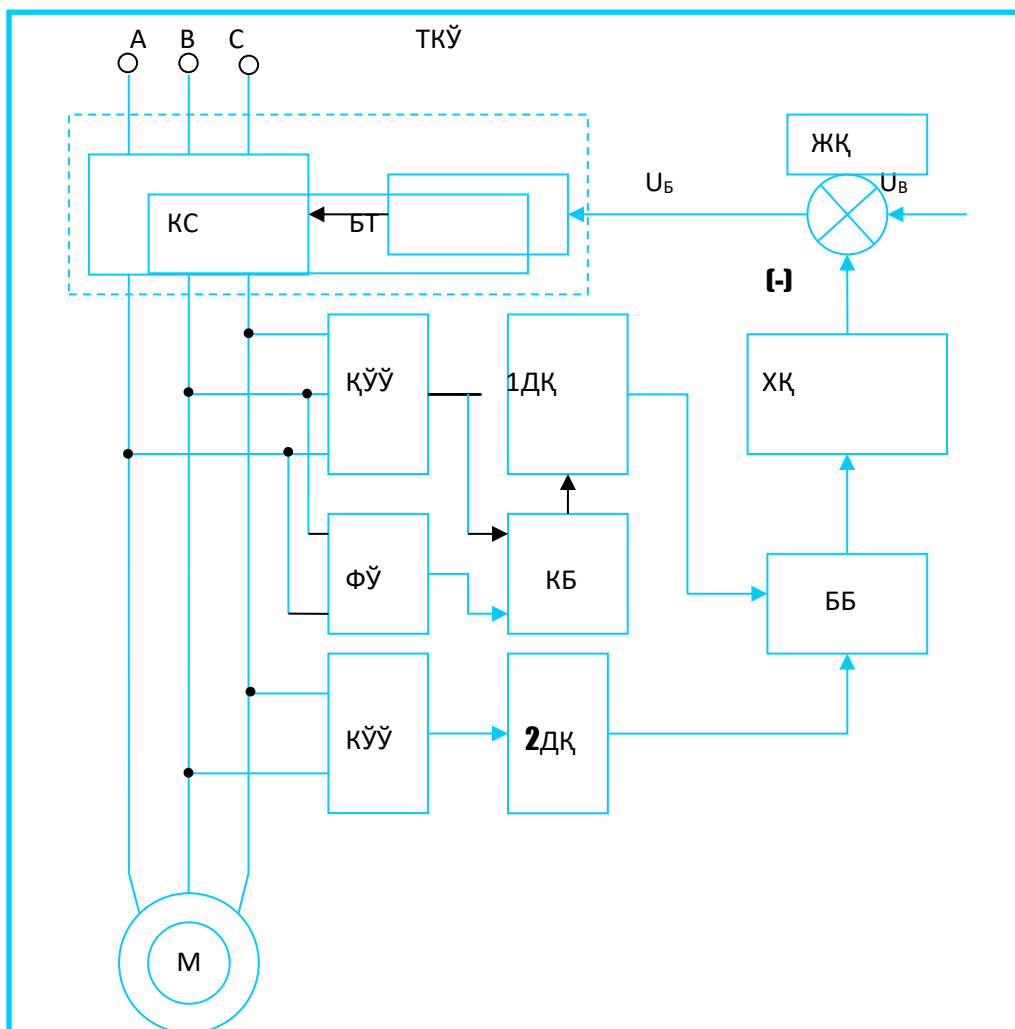 А В С ТКЎ
ЖҚ
UБ UВ
КС БТ
(-)
ҚЎЎ 1ДҚ ХҚ
ФЎ КБ ББ
КЎЎ 2ДҚ
М